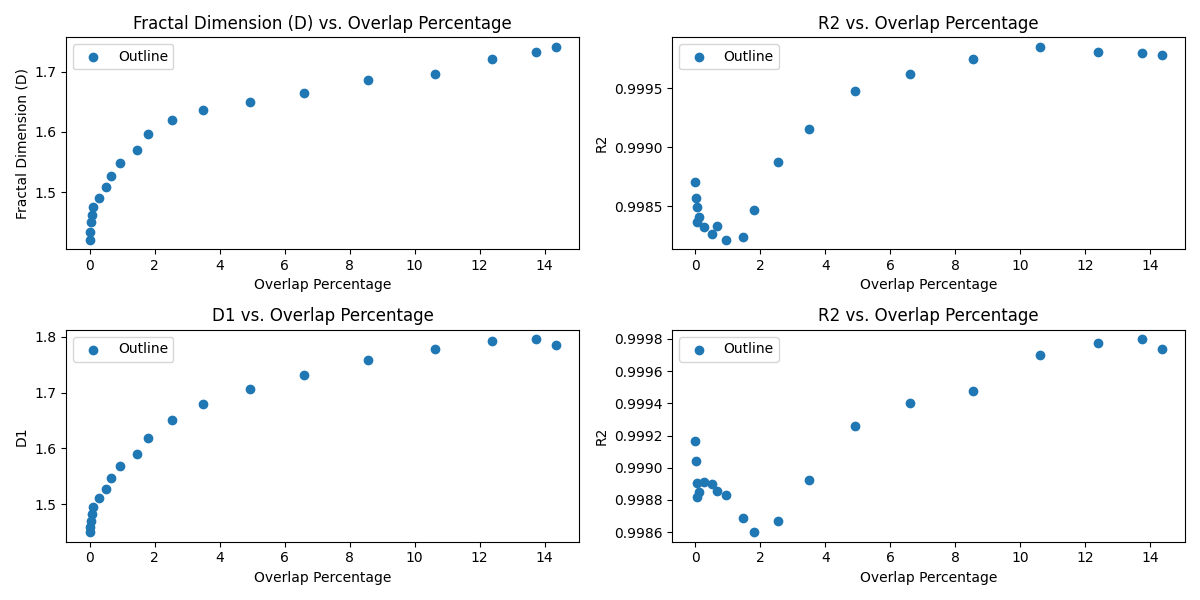 Fractal Dimension (D) vs. Overlap Percentage
Outline
1.7
1.6
1.5
Fractal Dimension (D)
0 2 4 6 8 10 12 14
Overlap Percentage
R2 vs. Overlap Percentage
Outline
0.9995
0.9990
0.9985
R2
0 2 4 6 8 10 12 14
Overlap Percentage
D1 vs. Overlap Percentage
Outline
1.8
1.7
1.6
1.5
D1
0 2 4 6 8 10 12 14
Overlap Percentage
R2 vs. Overlap Percentage
Outline
0.9998
0.9996
0.9994
0.9992
0.9990
0.9988
0.9986
R2
0 2 4 6 8 10 12 14
Overlap Percentage